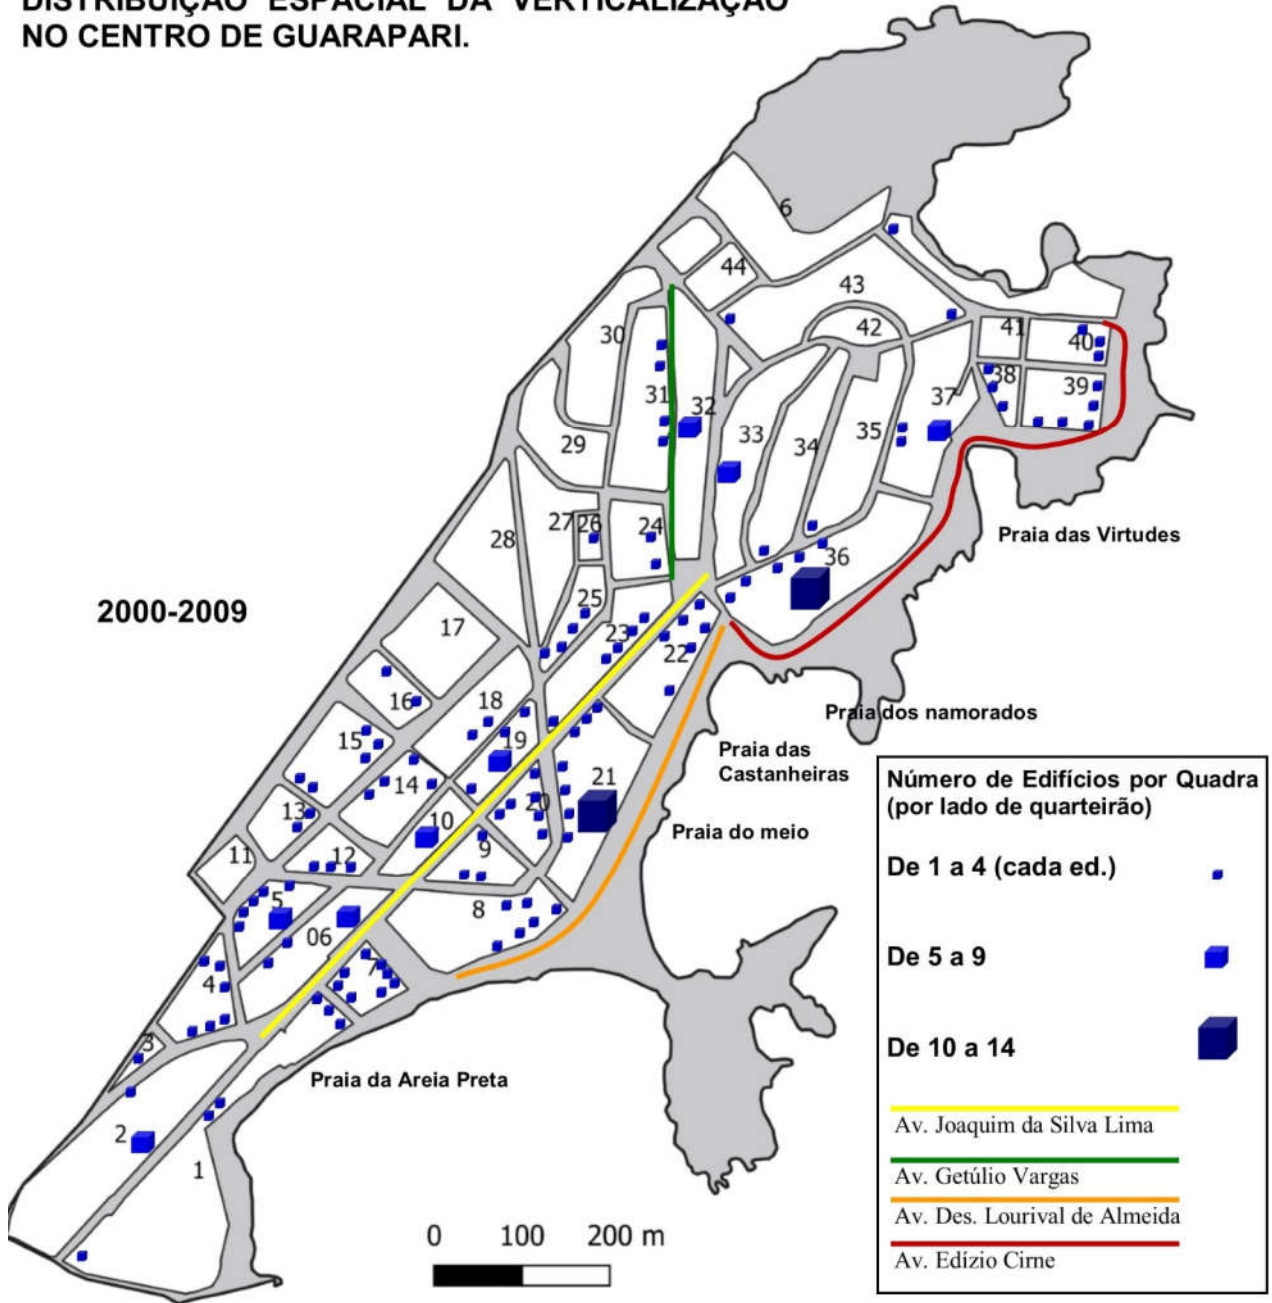 DISTRIBUIÇÃO ESPACIAL DA VERTICALIZAÇÃO
NO CENTRO DE GUARAPARI.
6
44
43
42
41
40
30
38
39
31
32
37
33
35
34
29
27
26
24
28
36
Praia das Virtudes
2000-2009
25
17
23
22
16
18
Praia dos namorados
15
19
Praia das
Castanheiras
14
21
20
13
10
Praia do meio
11
12
9
5
8
06
7
4
3
Praia da Areia Preta
2
1
0 100 200 m
Número de Edifícios por Quadra
(por lado de quarteirão)
De 1 a 4 (cada ed.)
De 5 a 9
De 10 a 14
Av. Joaquim da Silva Lima
Av. Getúlio Vargas
Av. Des. Lourival de Almeida
Av. Edízio Cirne